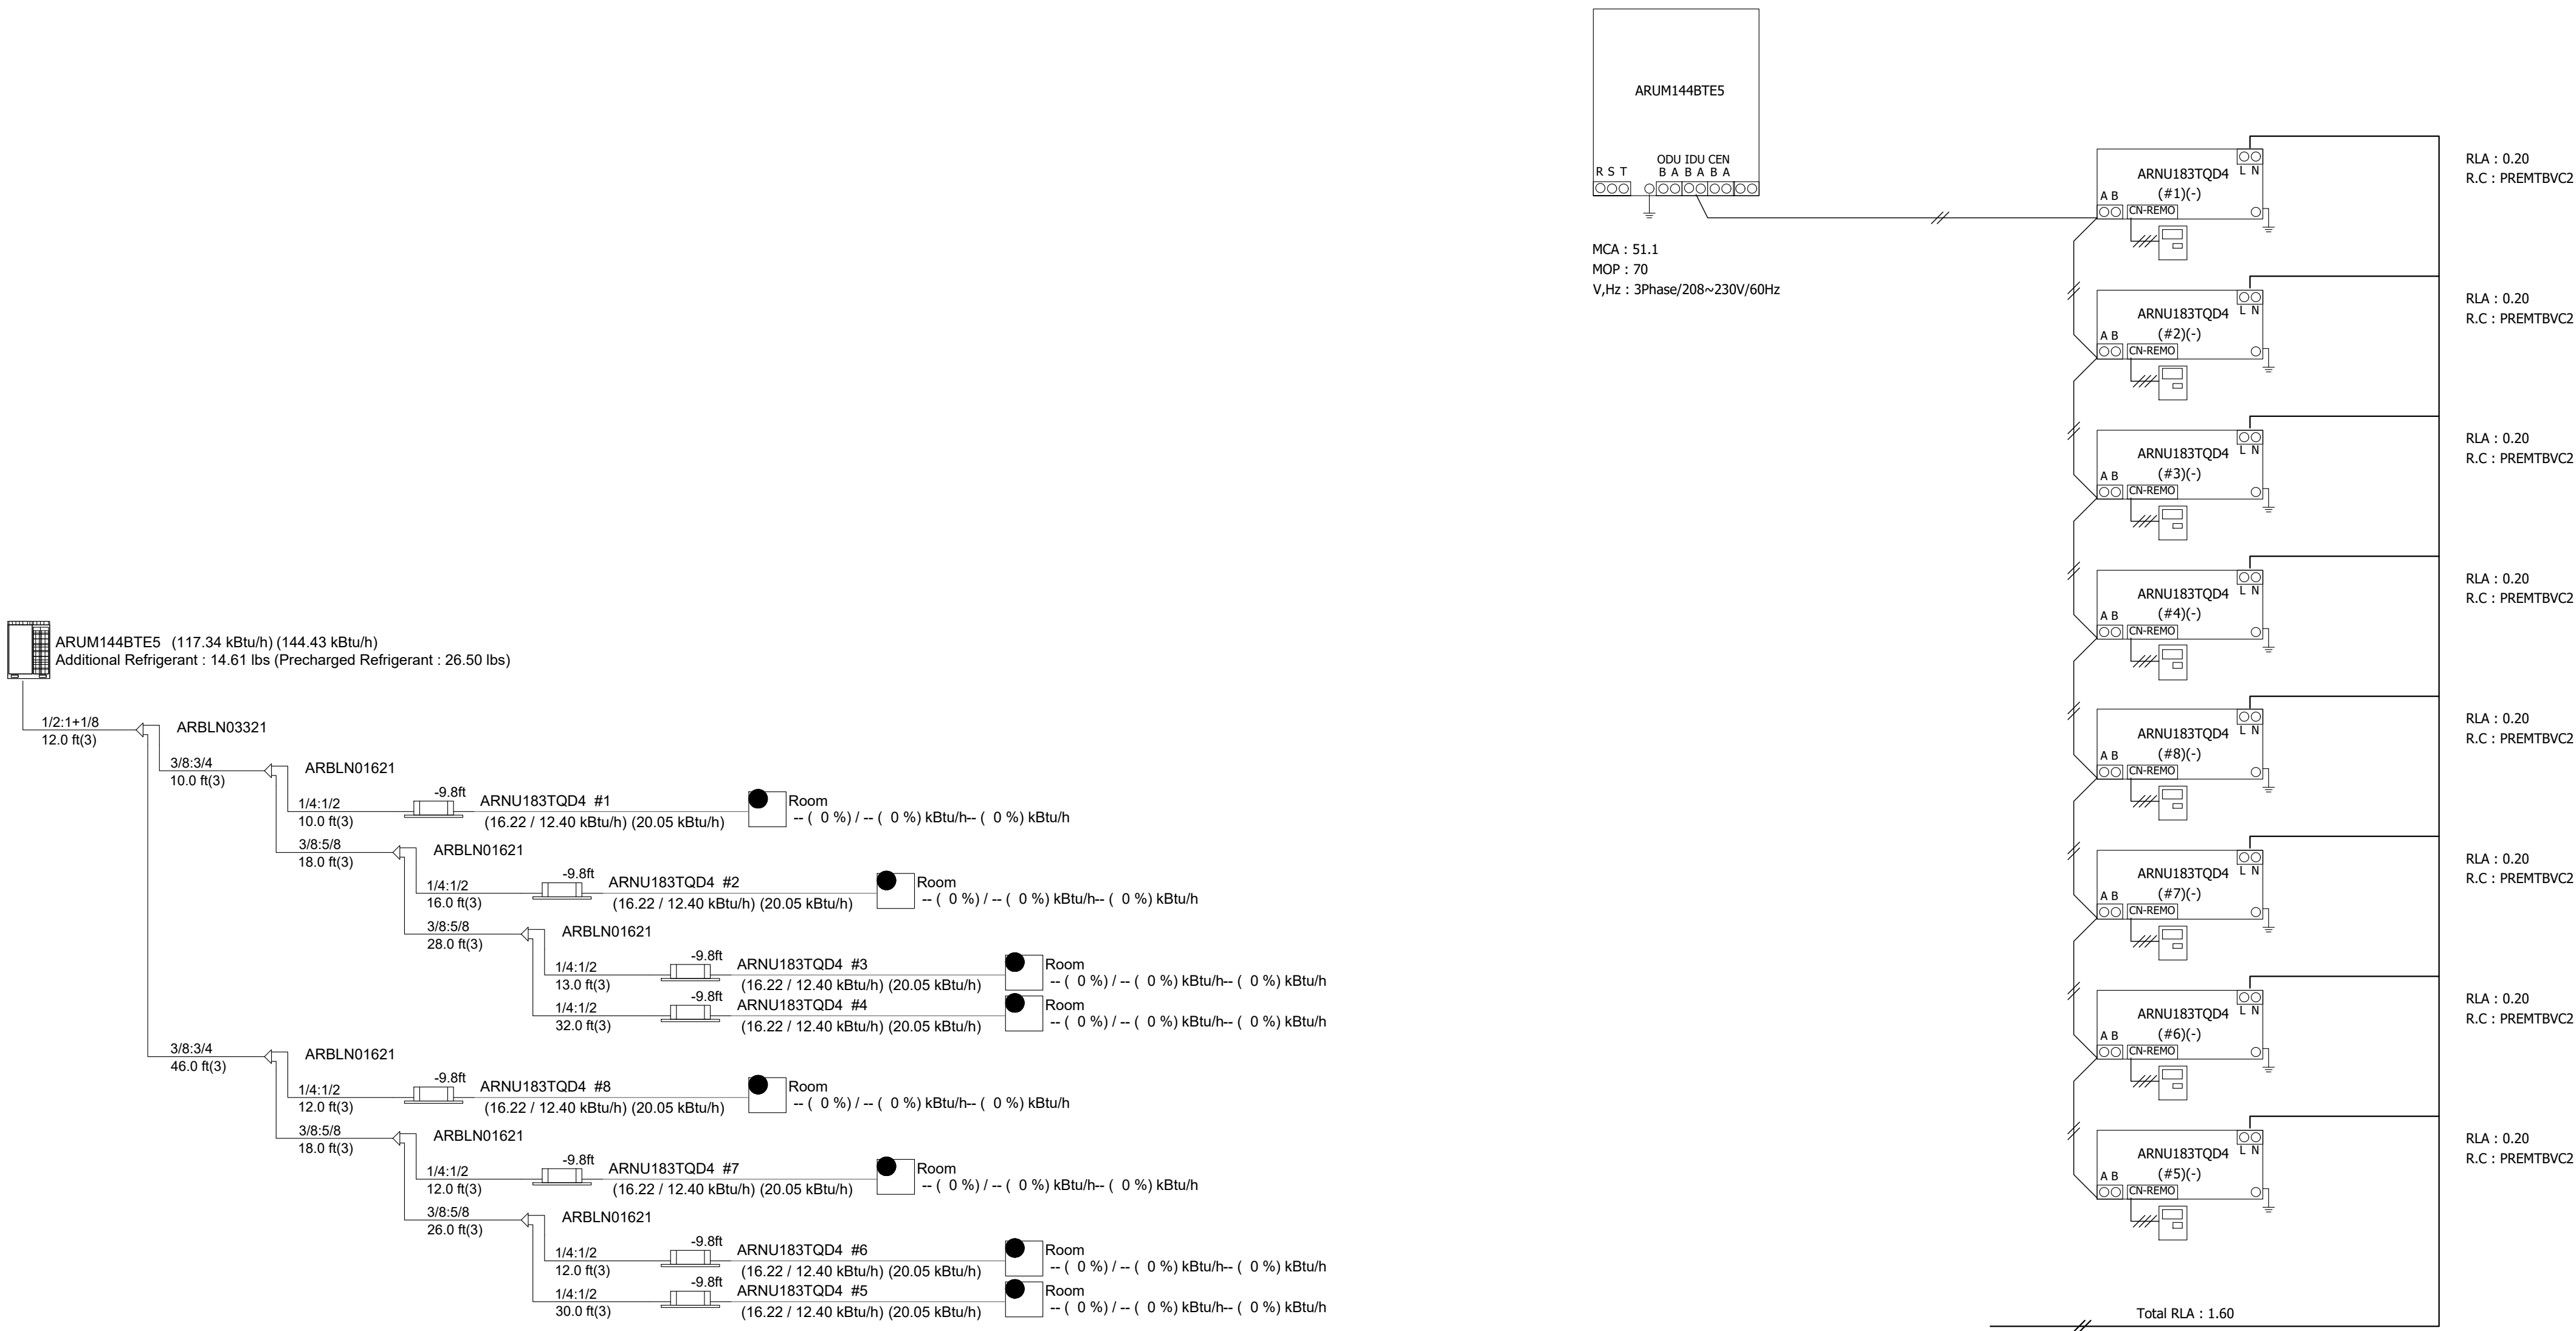 ARUM144BTE5 (117.34 kBtu/h) (144.43 kBtu/h)
Additional Refrigerant : 14.61 lbs (Precharged Refrigerant : 26.50 lbs)
1/2:1+1/8
12.0 ft(3)
ARBLN03321
3/8:3/4
10.0 ft(3)
ARBLN01621
1/4:1/2
10.0 ft(3)
-9.8ft
ARNU183TQD4 #1
(16.22 / 12.40 kBtu/h) (20.05 kBtu/h)
Room
-- ( 0 %) / -- ( 0 %) kBtu/h-- ( 0 %) kBtu/h
3/8:5/8
18.0 ft(3)
ARBLN01621
1/4:1/2
16.0 ft(3)
-9.8ft
ARNU183TQD4 #2
(16.22 / 12.40 kBtu/h) (20.05 kBtu/h)
Room
-- ( 0 %) / -- ( 0 %) kBtu/h-- ( 0 %) kBtu/h
3/8:5/8
28.0 ft(3)
ARBLN01621
1/4:1/2
13.0 ft(3)
-9.8ft
ARNU183TQD4 #3
(16.22 / 12.40 kBtu/h) (20.05 kBtu/h)
Room
-- ( 0 %) / -- ( 0 %) kBtu/h-- ( 0 %) kBtu/h
1/4:1/2
32.0 ft(3)
-9.8ft
ARNU183TQD4 #4
(16.22 / 12.40 kBtu/h) (20.05 kBtu/h)
Room
-- ( 0 %) / -- ( 0 %) kBtu/h-- ( 0 %) kBtu/h
3/8:3/4
46.0 ft(3)
ARBLN01621
1/4:1/2
12.0 ft(3)
-9.8ft
ARNU183TQD4 #8
(16.22 / 12.40 kBtu/h) (20.05 kBtu/h)
Room
-- ( 0 %) / -- ( 0 %) kBtu/h-- ( 0 %) kBtu/h
3/8:5/8
18.0 ft(3)
ARBLN01621
1/4:1/2
12.0 ft(3)
-9.8ft
ARNU183TQD4 #7
(16.22 / 12.40 kBtu/h) (20.05 kBtu/h)
Room
-- ( 0 %) / -- ( 0 %) kBtu/h-- ( 0 %) kBtu/h
3/8:5/8
26.0 ft(3)
ARBLN01621
1/4:1/2
12.0 ft(3)
-9.8ft
ARNU183TQD4 #6
(16.22 / 12.40 kBtu/h) (20.05 kBtu/h)
Room
-- ( 0 %) / -- ( 0 %) kBtu/h-- ( 0 %) kBtu/h
1/4:1/2
30.0 ft(3)
-9.8ft
ARNU183TQD4 #5
(16.22 / 12.40 kBtu/h) (20.05 kBtu/h)
Room
-- ( 0 %) / -- ( 0 %) kBtu/h-- ( 0 %) kBtu/h
ARUM144BTE5
ODU IDU CEN
R S T B A B A B A
MCA : 51.1
MOP : 70
V,Hz : 3Phase/208~230V/60Hz
ARNU183TQD4
L N
(#1)(-)
A B
CN-REMO
RLA : 0.20
R.C : PREMTBVC2
ARNU183TQD4
L N
(#2)(-)
A B
CN-REMO
RLA : 0.20
R.C : PREMTBVC2
ARNU183TQD4
L N
(#3)(-)
A B
CN-REMO
RLA : 0.20
R.C : PREMTBVC2
ARNU183TQD4
L N
(#4)(-)
A B
CN-REMO
RLA : 0.20
R.C : PREMTBVC2
ARNU183TQD4
L N
(#8)(-)
A B
CN-REMO
RLA : 0.20
R.C : PREMTBVC2
ARNU183TQD4
L N
(#7)(-)
A B
CN-REMO
RLA : 0.20
R.C : PREMTBVC2
ARNU183TQD4
L N
(#6)(-)
A B
CN-REMO
RLA : 0.20
R.C : PREMTBVC2
ARNU183TQD4
L N
(#5)(-)
A B
CN-REMO
RLA : 0.20
R.C : PREMTBVC2
Total RLA : 1.60